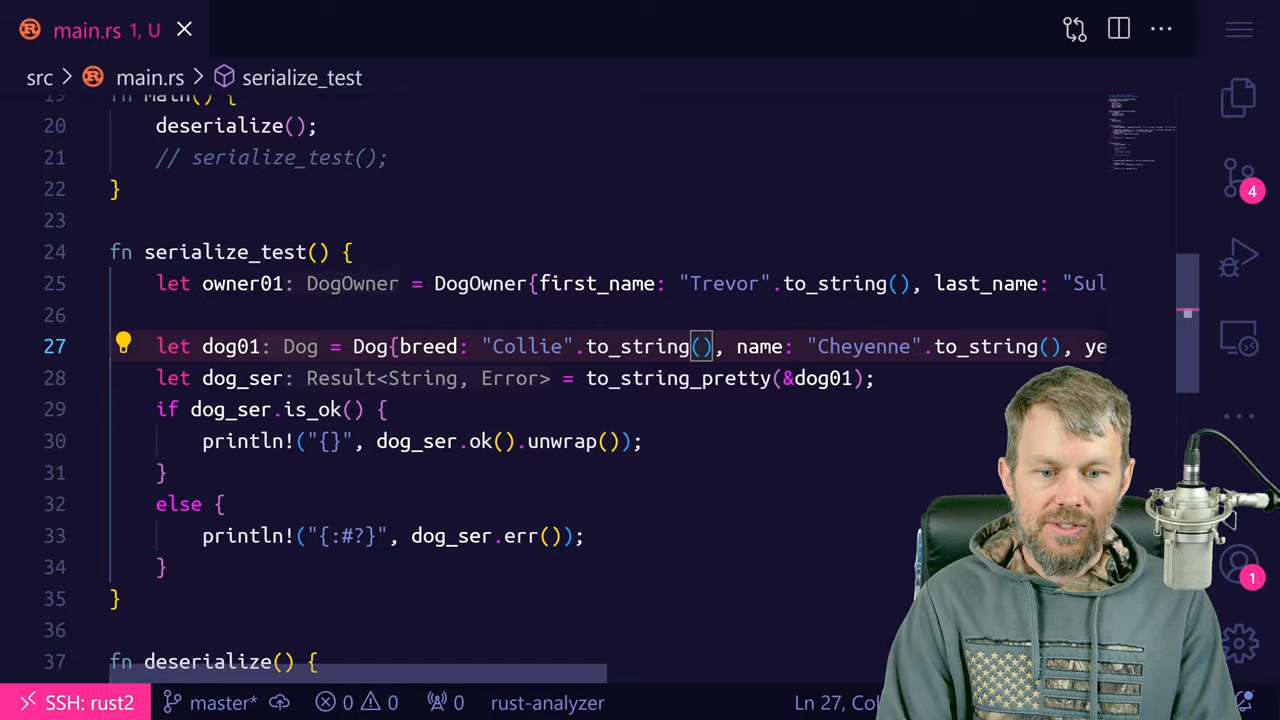 main.rs 1, U
src > main.rs > serialize_test
19 fn main() {
20 deserialize();
21 // serialize_test();
22 }
23
24 fn serialize_test() {
25 let owner01: DogOwner = DogOwner{first_name: "Trevor".to_string(), last_name: "Sul
26
27 let dog01: Dog = Dog{breed: "Collie".to_string(), name: "Cheyenne".to_string(), ye
28 let dog_ser: Result<String, Error> = to_string_pretty(&dog01);
29 if dog_ser.is_ok() {
30 println!("{}", dog_ser.ok().unwrap());
31 }
32 else {
33 println!("{:#?}", dog_ser.err());
34 }
35 }
36
37 fn deserialize() {
4
1
SSH: rust2 master* 0 0 0 rust-analyzer Ln 27, Col